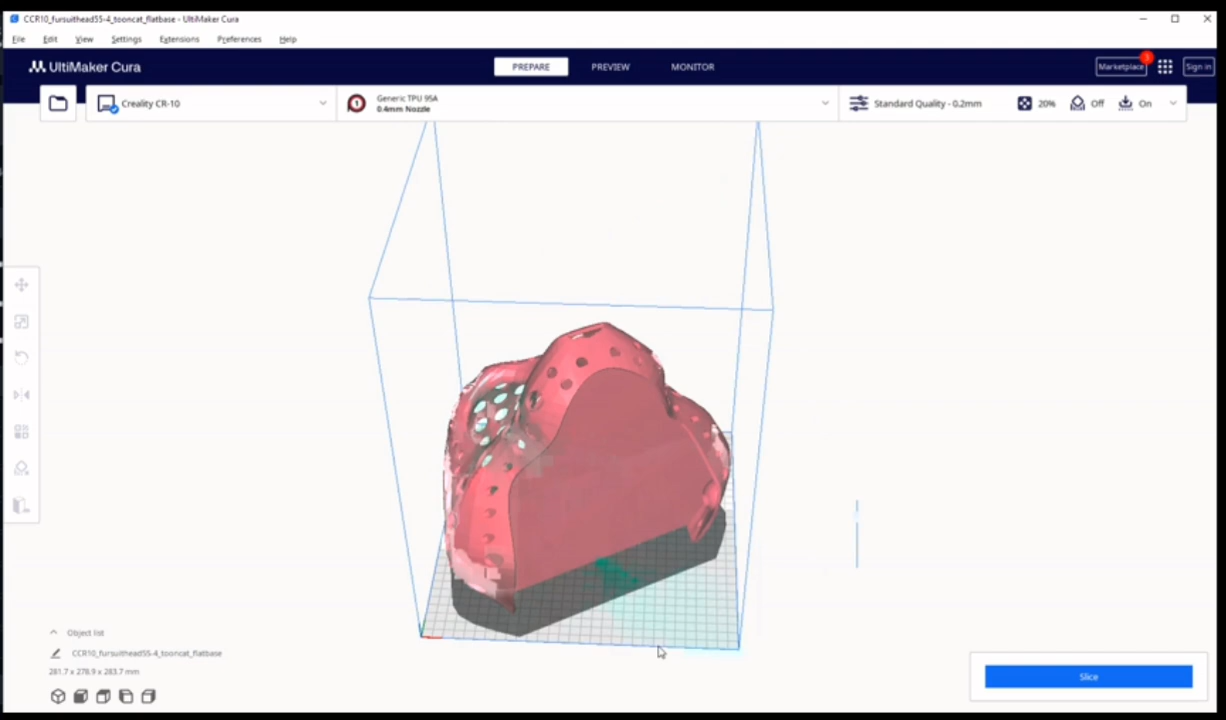 CCR10_fursuithead55-4_tooncat_flatbase - UltiMaker Cura
File Edit View Settings Extensions Preferences Help
UltiMaker Cura
PREPARE PREVIEW MONITOR
Marketplace 3 Sign in
Creality CR-10
1 Generic TPU 95A
0.4mm Nozzle
Standard Quality - 0.2mm 20% Off On
Object list
CCR10_fursuithead55-4_tooncat_flatbase
281.7 x 278.9 x 283.7 mm
Slice